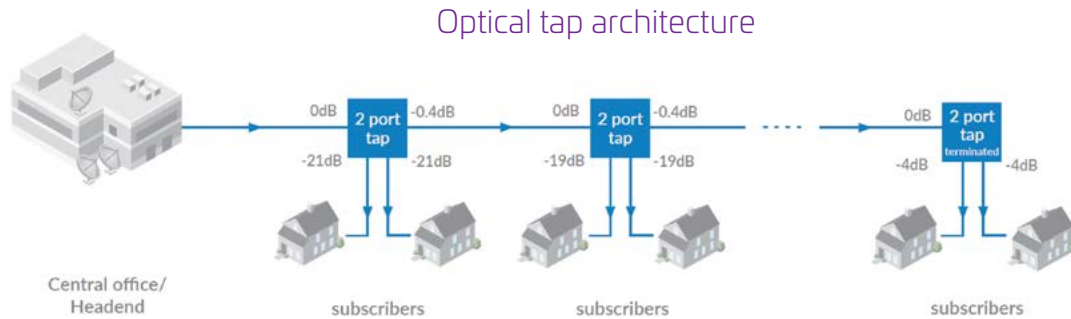 Optical tap architecture
0dB
2 port
tap
-0.4dB
-21dB
-21dB
0dB
2 port
tap
-0.4dB
-19dB
-19dB
0dB
2 port
tap
terminated
-4dB
-4dB
Central office/
Headend
subscribers
subscribers
subscribers